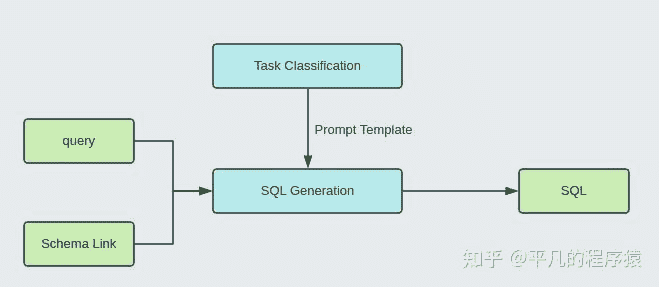 Task Classification
Prompt Template
query
SQL Generation
SQL
Schema Link
知乎 @平凡的程序猿